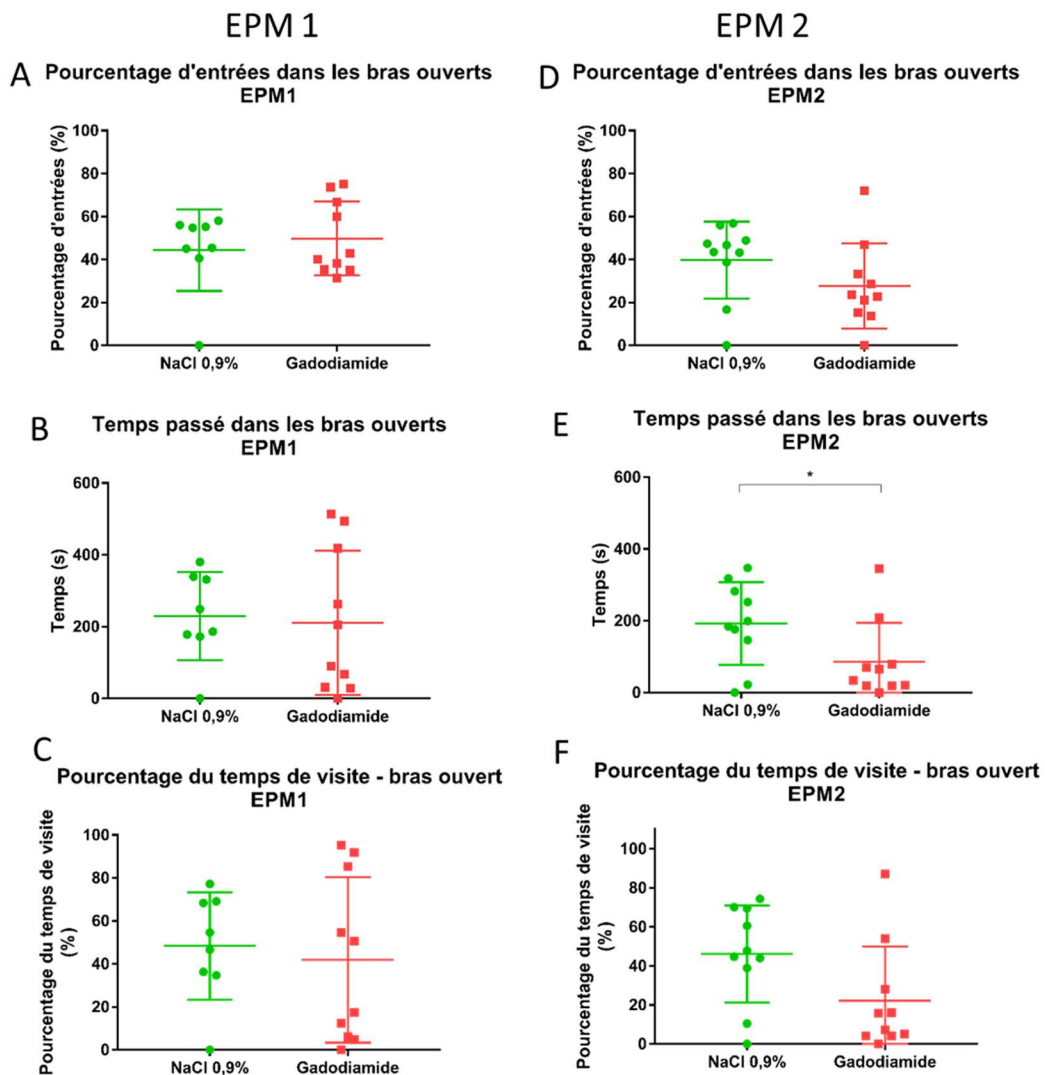 EPM 1
EPM 2
A
Pourcentage d'entrées dans les bras ouverts
EPM1
Pourcentage d'entrées (%)
100
80
60
40
20
0
NaCl 0,9%
Gadodiamide
D
Pourcentage d'entrées dans les bras ouverts
EPM2
Pourcentage d'entrées (%)
100
80
60
40
20
0
NaCl 0,9%
Gadodiamide
B
Temps passé dans les bras ouverts
EPM1
Temps (s)
600
400
200
0
NaCl 0,9%
Gadodiamide
E
Temps passé dans les bras ouverts
EPM2
Temps (s)
600
400
200
0
*
NaCl 0,9%
Gadodiamide
C
Pourcentage du temps de visite - bras ouvert
EPM1
Pourcentage du temps de visite
(%)
100
80
60
40
20
0
NaCl 0,9%
Gadodiamide
F
Pourcentage du temps de visite - bras ouvert
EPM2
Pourcentage du temps de visite
(%)
100
80
60
40
20
0
NaCl 0,9%
Gadodiamide